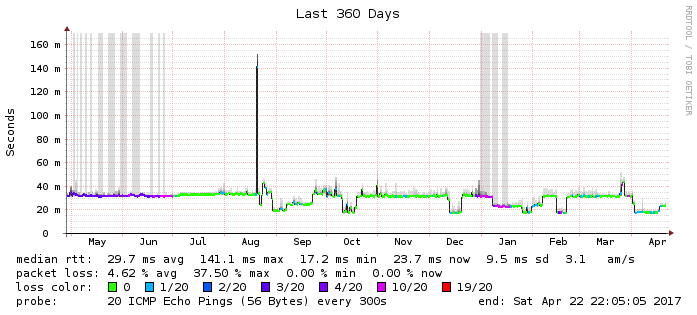 Last 360 Days
RRDTOOL / TOBI OETIKER
Seconds
160 m
140 m
120 m
100 m
80 m
60 m
40 m
20 m
0
May Jun Jul Aug Sep Oct Nov Dec Jan Feb Mar Apr
median rtt: 29.7 ms avg 141.1 ms max 17.2 ms min 23.7 ms now 9.5 ms sd 3.1 am/s
packet loss: 4.62 % avg 37.50 % max 0.00 % min 0.00 % now
loss color: 0 1/20 2/20 3/20 4/20 10/20 19/20
probe: 20 ICMP Echo Pings (56 Bytes) every 300s end: Sat Apr 22 22:05:05 2017